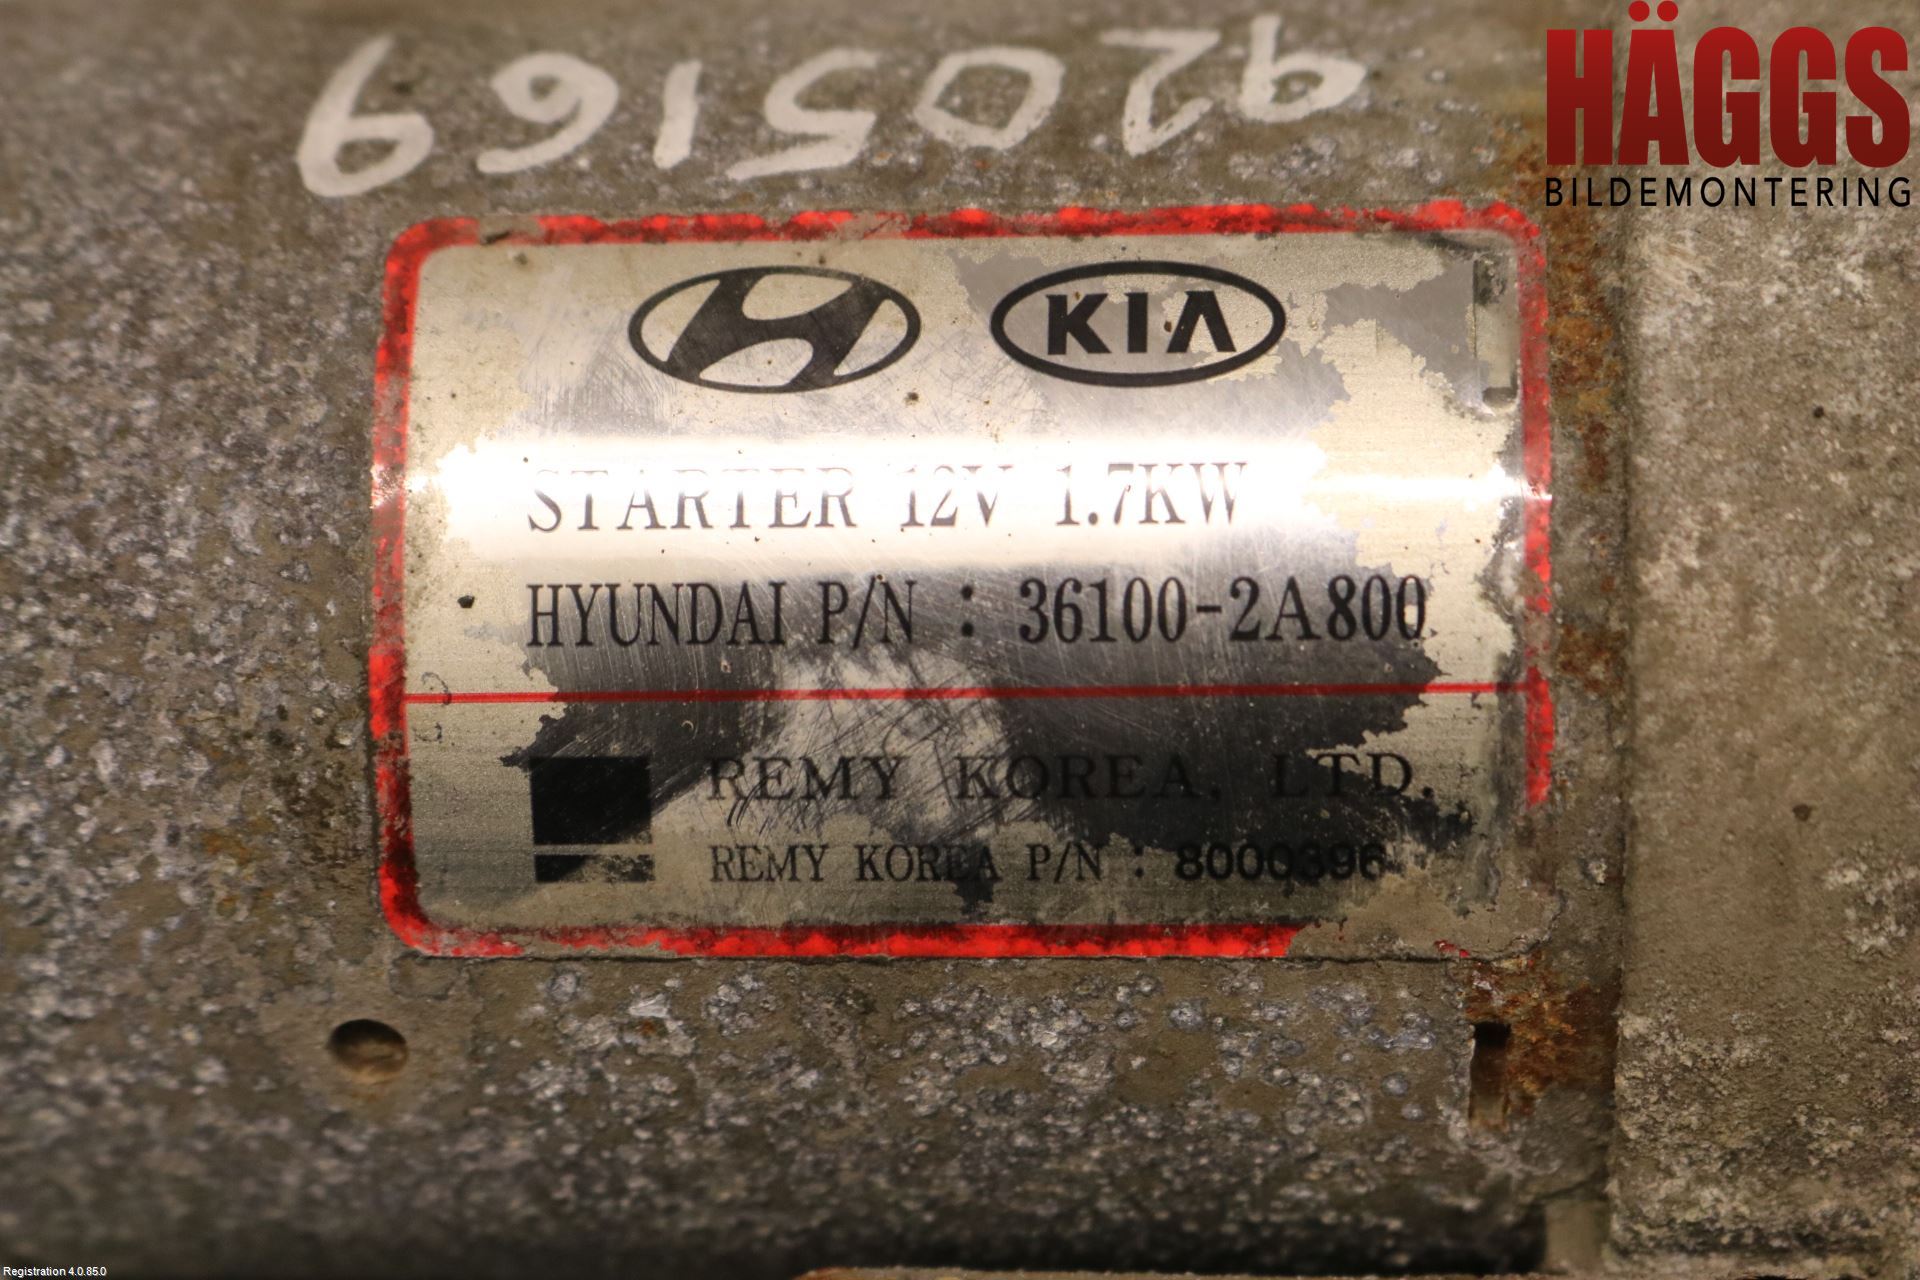 HÄGGS
BILDEMONTERING
KIA
STARTER 12V 1.7KW
HYUNDAI P/N : 36100-2A800
REMY KOREA, LTD.
REMY KOREA P/N : 8000396
Registration 4.0.85.0